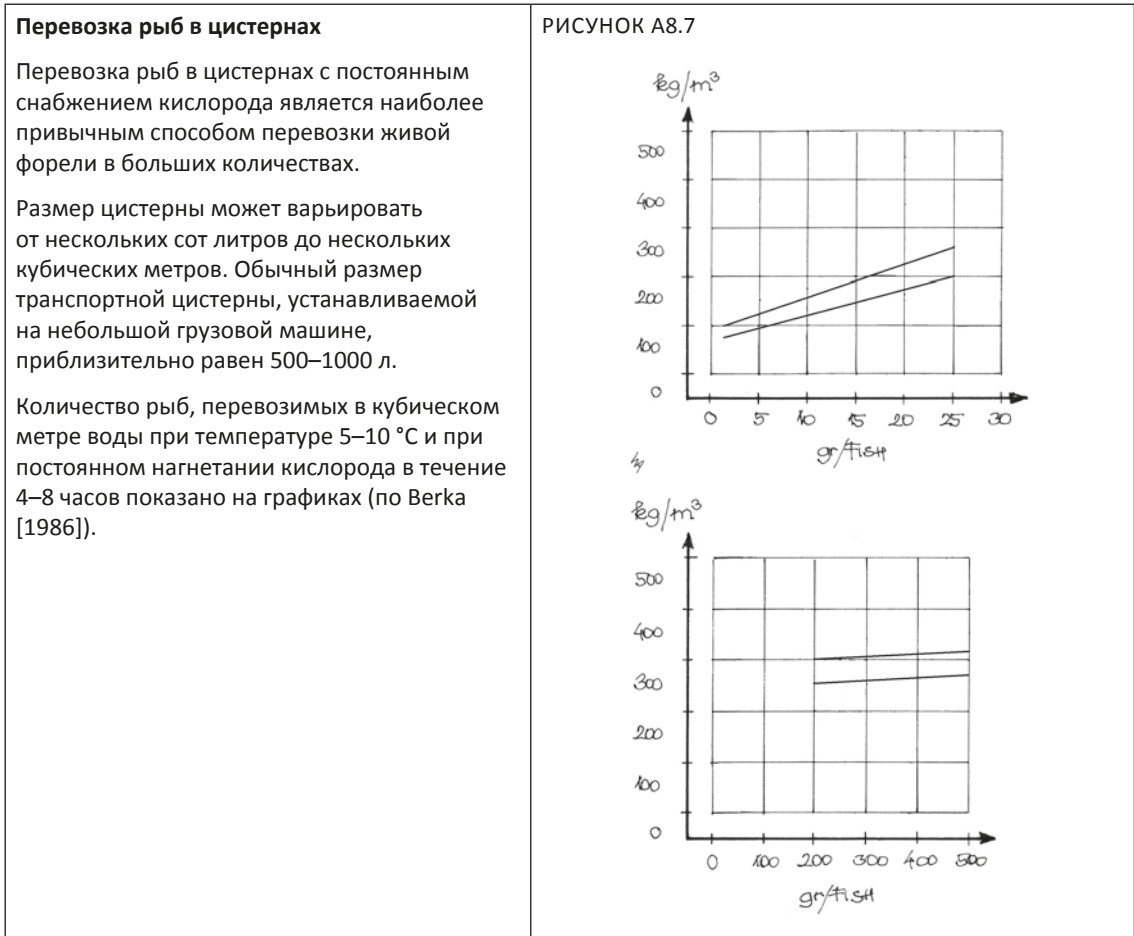 Перевозка рыб в цистернах
Перевозка рыб в цистернах с постоянным
снабжением кислорода является наиболее
привычным способом перевозки живой
форели в больших количествах.
Размер цистерны может варьировать
от нескольких сот литров до нескольких
кубических метров. Обычный размер
транспортной цистерны, устанавливаемой
на небольшой грузовой машине,
приблизительно равен 500–1000 л.
Количество рыб, перевозимых в кубическом
метре воды при температуре 5–10 °C и при
постоянном нагнетании кислорода в течение
4–8 часов показано на графиках (по Berka
[1986]).
РИСУНОК A8.7
kg/m³
500
400
300
200
100
0
0 5 10 15 20 25 30
gr/fish
kg/m³
500
400
300
200
100
0
0 100 200 300 400 500
gr/fish